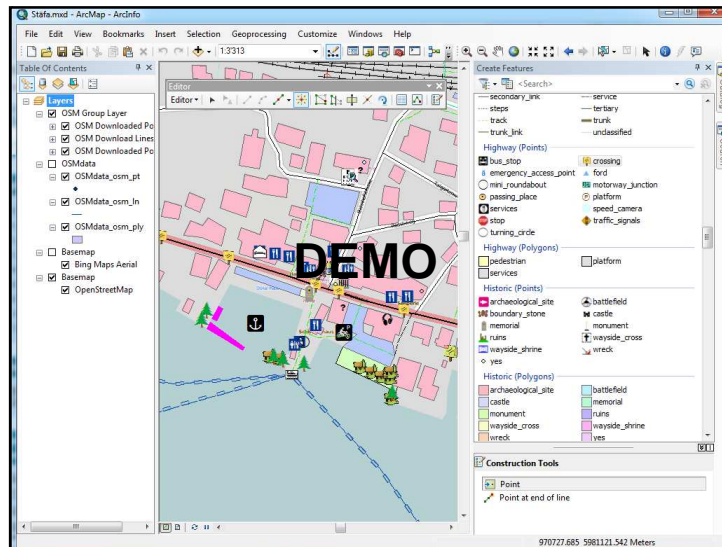 Stäfa.mxd - ArcMap - ArcInfo
File Edit View Bookmarks Insert Selection Geoprocessing Customize Windows Help
1:3'313
Table Of Contents
Layers
OSM Group Layer
OSM Downloaded Po
OSM Download Lines
OSM Downloaded Po
OSMdata
OSMdata_osm_pt
OSMdata_osm_ln
OSMdata_osm_ply
Basemap
Bing Maps Aerial
Basemap
OpenStreetMap
Editor
Editor
DEMO
Create Features
<Search>
secondary_link service
steps tertiary
track trunk
trunk_link unclassified
Highway (Points)
bus_stop crossing
emergency_access_point ford
mini_roundabout motorway_junction
passing_place platform
services speed_camera
stop traffic_signals
turning_circle
Highway (Polygons)
pedestrian platform
services
Historic (Points)
archaeological_site battlefield
boundary_stone castle
memorial monument
ruins wayside_cross
wayside_shrine wreck
yes
Historic (Polygons)
archaeological_site battlefield
castle memorial
monument ruins
wayside_cross wayside_shrine
wreck yes
Construction Tools
Point
Point at end of line
970727.685 5981121.542 Meters